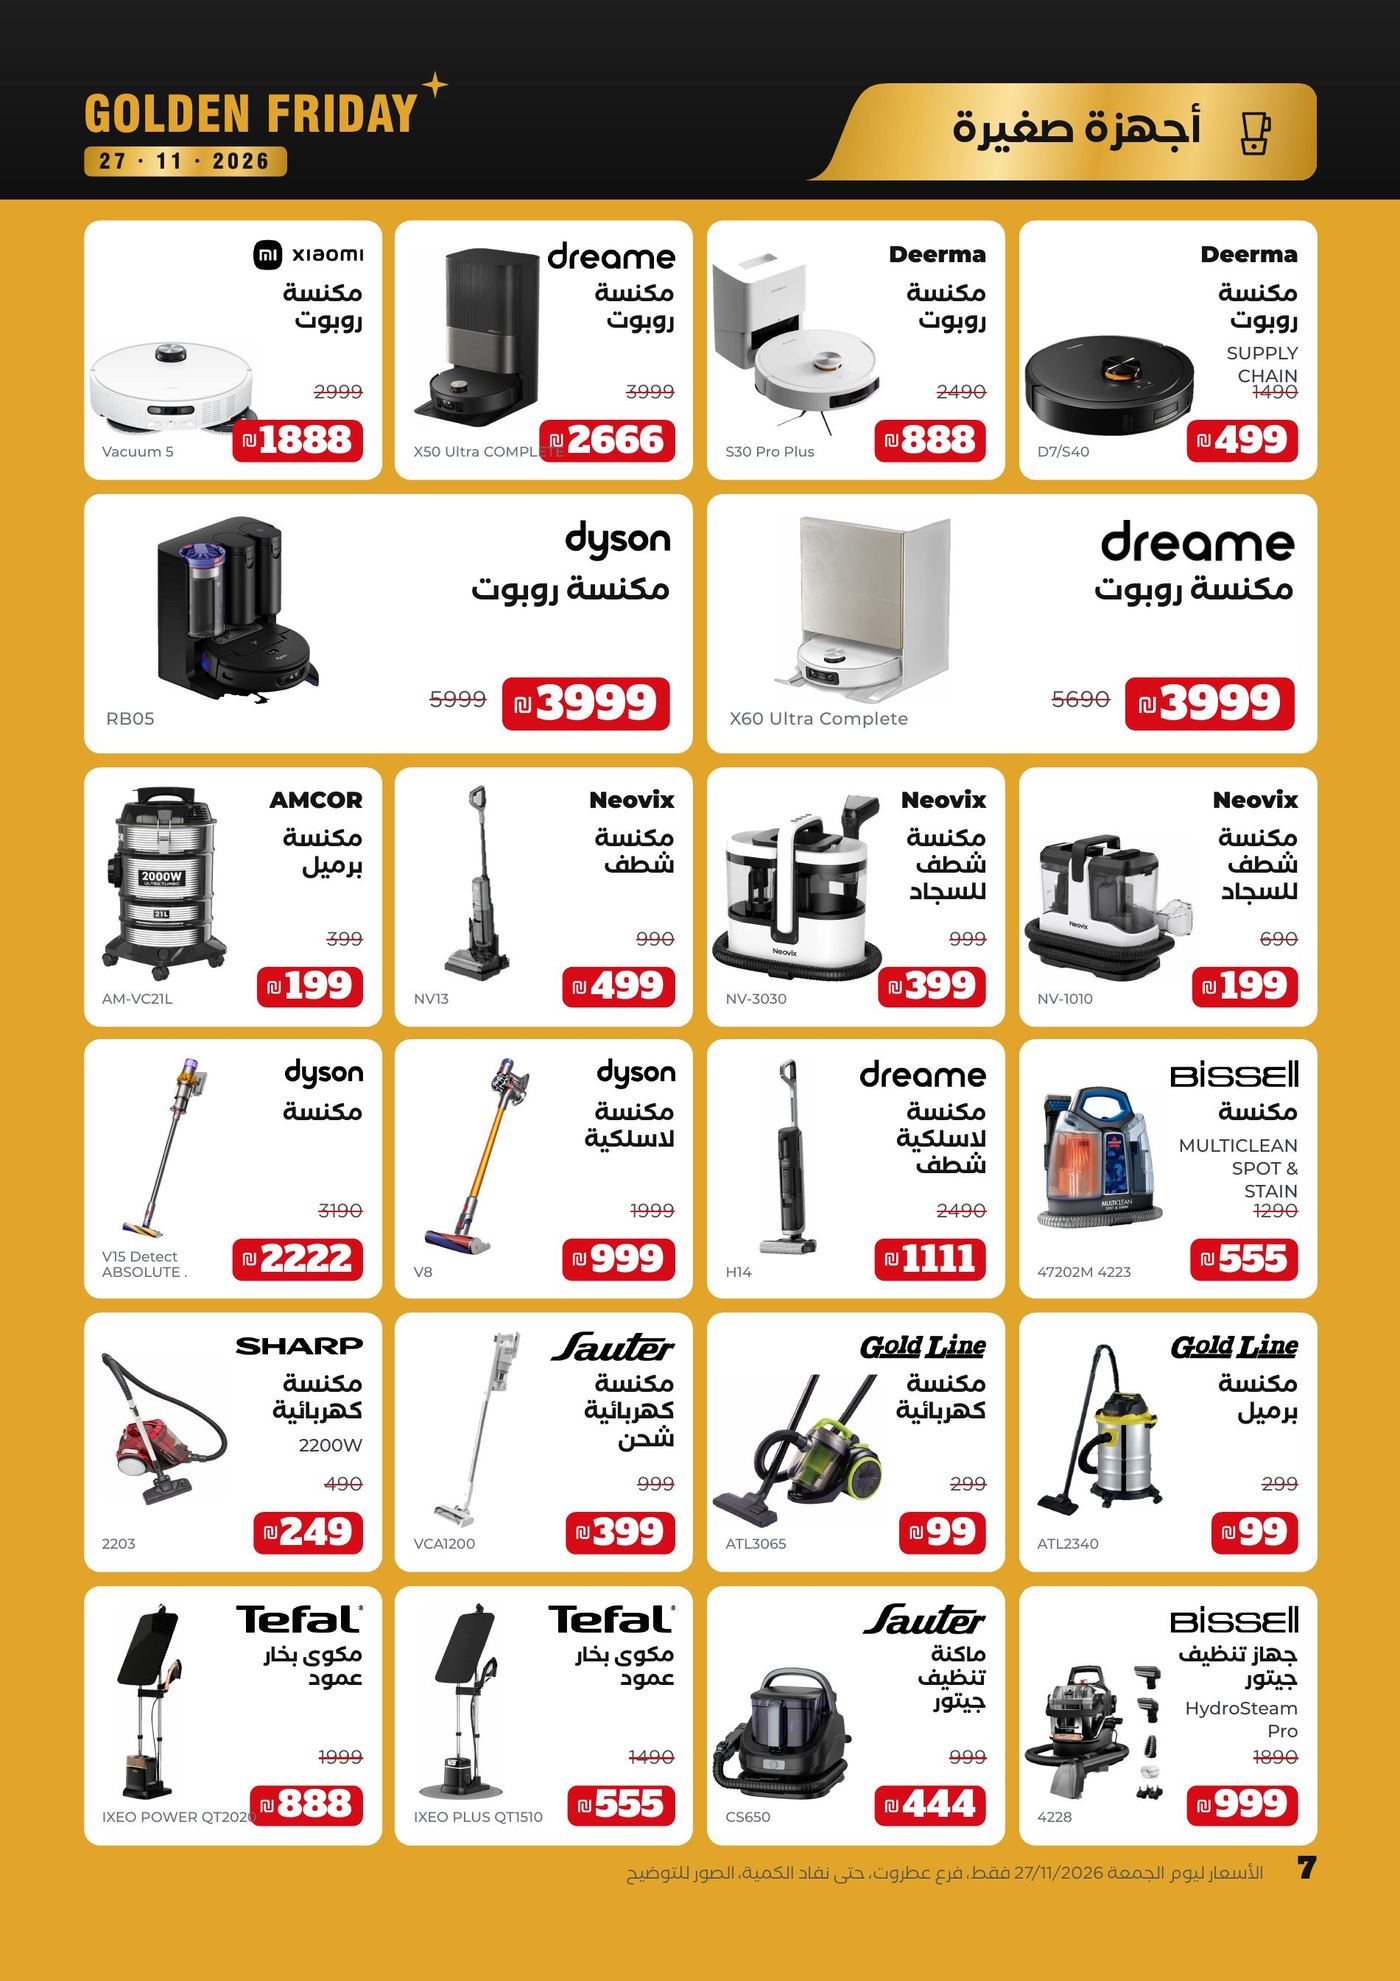 GOLDEN FRIDAY
27 · 11 · 2026
أجهزة صغيرة
Deerma
مكنسة
روبوت
SUPPLY
CHAIN
1490
₪499
D7/S40
Deerma
مكنسة
روبوت
2490
₪888
S30 Pro Plus
dreame
مكنسة
روبوت
3999
₪2666
X50 Ultra COMPLETE
xiaomi
مكنسة
روبوت
2999
₪1888
Vacuum 5
dreame
مكنسة روبوت
5690
₪3999
X60 Ultra Complete
dyson
مكنسة روبوت
5999
₪3999
RB05
Neovix
مكنسة
شطف
للسجاد
690
₪199
NV-1010
Neovix
مكنسة
شطف
للسجاد
999
₪399
NV-3030
Neovix
مكنسة
شطف
990
₪499
NV13
AMCOR
مكنسة
برميل
2000W
ULTRA TURBO
21L
399
₪199
AM-VC21L
BISSELL
مكنسة
MULTICLEAN
SPOT &
STAIN
1290
₪555
47202M 4223
dreame
مكنسة
لاسلكية
شطف
2490
₪1111
H14
dyson
مكنسة
لاسلكية
1999
₪999
V8
dyson
مكنسة
3190
₪2222
V15 Detect
ABSOLUTE .
Gold Line
مكنسة
برميل
299
₪99
ATL2340
Gold Line
مكنسة
كهربائية
299
₪99
ATL3065
Sauter
مكنسة
كهربائية
شحن
999
₪399
VCA1200
SHARP
مكنسة
كهربائية
2200W
490
₪249
2203
BISSELL
جهاز تنظيف
جيتور
HydroSteam
Pro
1890
₪999
4228
Sauter
ماكنة
تنظيف
جيتور
999
₪444
CS650
Tefal
مكوى بخار
عمود
1490
₪555
IXEO PLUS QT1510
Tefal
مكوى بخار
عمود
1999
₪888
IXEO POWER QT2020
الأسعار ليوم الجمعة 27/11/2026 فقط، فرع عطروت، حتى نفاد الكمية، الصور للتوضيح
7